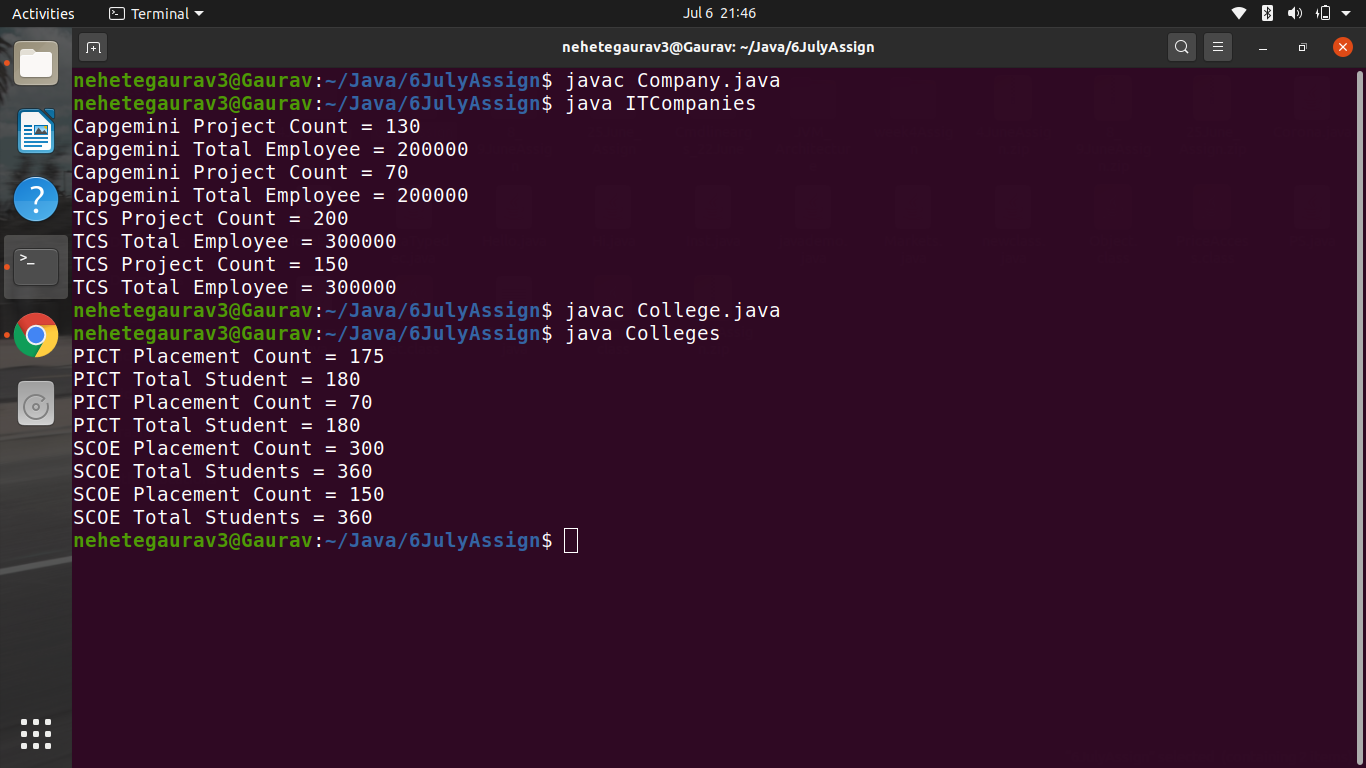 Activities
Terminal
Jul 6 21:46
nehetegaurav3@Gaurav: ~/Java/6JulyAssign
nehetegaurav3@Gaurav:~/Java/6JulyAssign$ javac Company.java
nehetegaurav3@Gaurav:~/Java/6JulyAssign$ java ITCompanies
Capgemini Project Count = 130
Capgemini Total Employee = 200000
Capgemini Project Count = 70
Capgemini Total Employee = 200000
TCS Project Count = 200
TCS Total Employee = 300000
TCS Project Count = 150
TCS Total Employee = 300000
nehetegaurav3@Gaurav:~/Java/6JulyAssign$ javac College.java
nehetegaurav3@Gaurav:~/Java/6JulyAssign$ java Colleges
PICT Placement Count = 175
PICT Total Student = 180
PICT Placement Count = 70
PICT Total Student = 180
SCOE Placement Count = 300
SCOE Total Students = 360
SCOE Placement Count = 150
SCOE Total Students = 360
nehetegaurav3@Gaurav:~/Java/6JulyAssign$